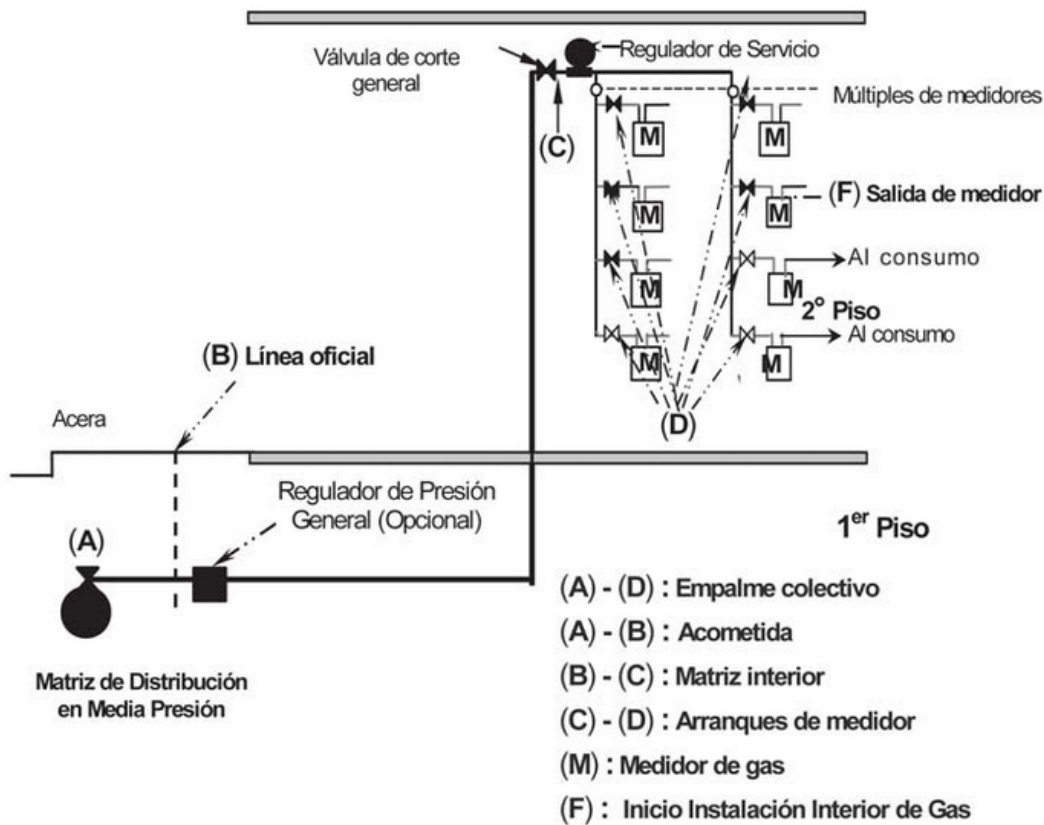 Válvula de corte
general
Regulador de Servicio
Múltiples de medidores
(C)
M
M
M
M
(F) Salida de medidor
M
M
Al consumo
2° Piso
M
M
Al consumo
(D)
(B) Línea oficial
Acera
Regulador de Presión
General (Opcional)
(A)
Matriz de Distribución
en Media Presión
1er Piso
(A) - (D) : Empalme colectivo
(A) - (B) : Acometida
(B) - (C) : Matriz interior
(C) - (D) : Arranques de medidor
(M) : Medidor de gas
(F) : Inicio Instalación Interior de Gas